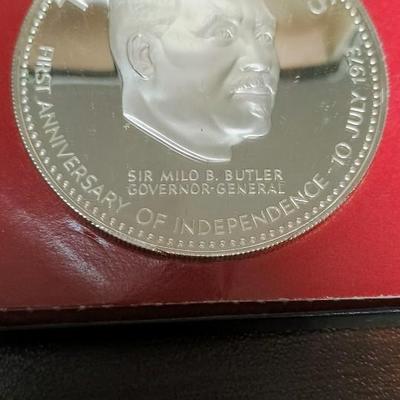 SIR MILO B. BUTLER
GOVERNOR-GENERAL
FIRST ANNIVERSARY OF INDEPENDENCE - 10 JULY 1973